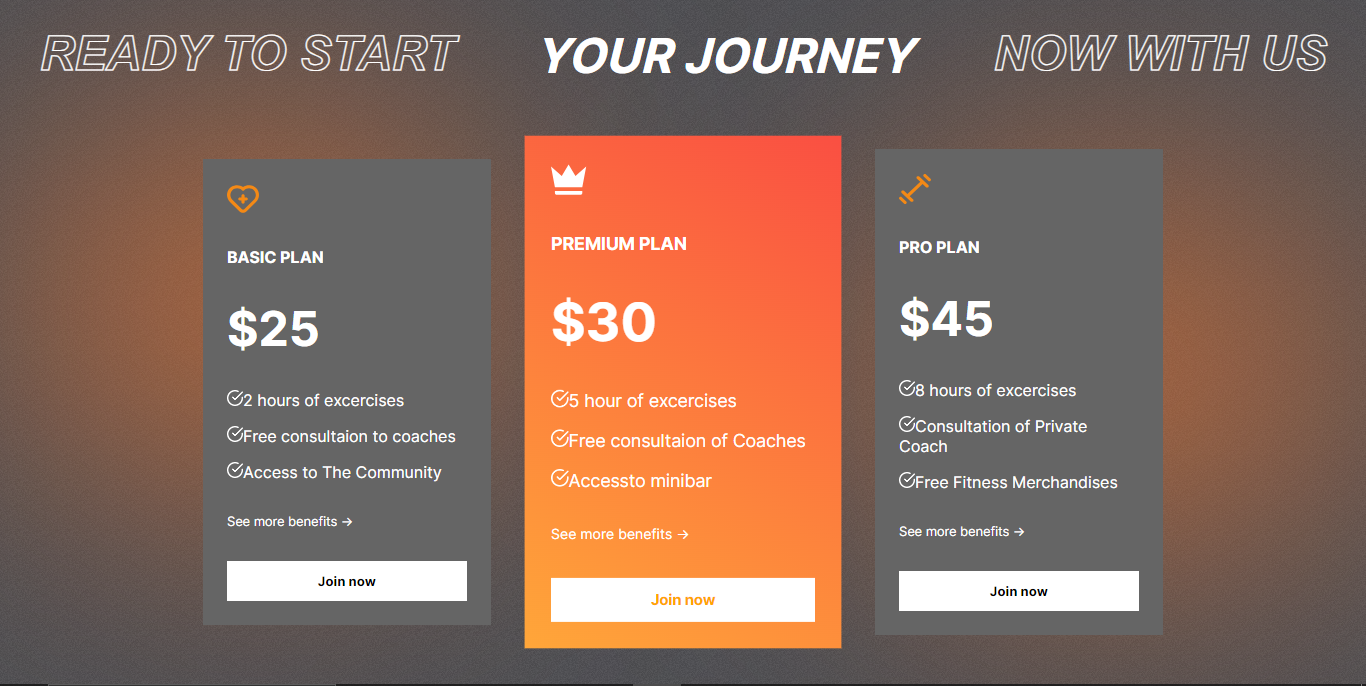 READY TO START
YOUR JOURNEY
NOW WITH US
BASIC PLAN
$25
2 hours of excercises
Free consultaion to coaches
Access to The Community
See more benefits →
Join now
PREMIUM PLAN
$30
5 hour of excercises
Free consultaion of Coaches
Accessto minibar
See more benefits →
Join now
PRO PLAN
$45
8 hours of excercises
Consultation of Private
Coach
Free Fitness Merchandises
See more benefits →
Join now